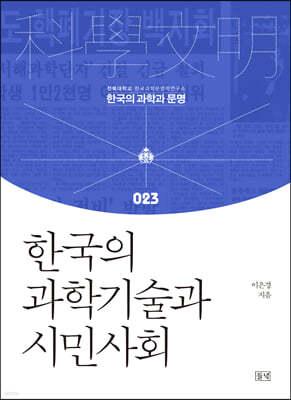 科學文明
전북대학교 한국과학문명학연구소
한국의 과학과 문명
023
한국의
과학기술과
시민사회
이은경
지음
들녘